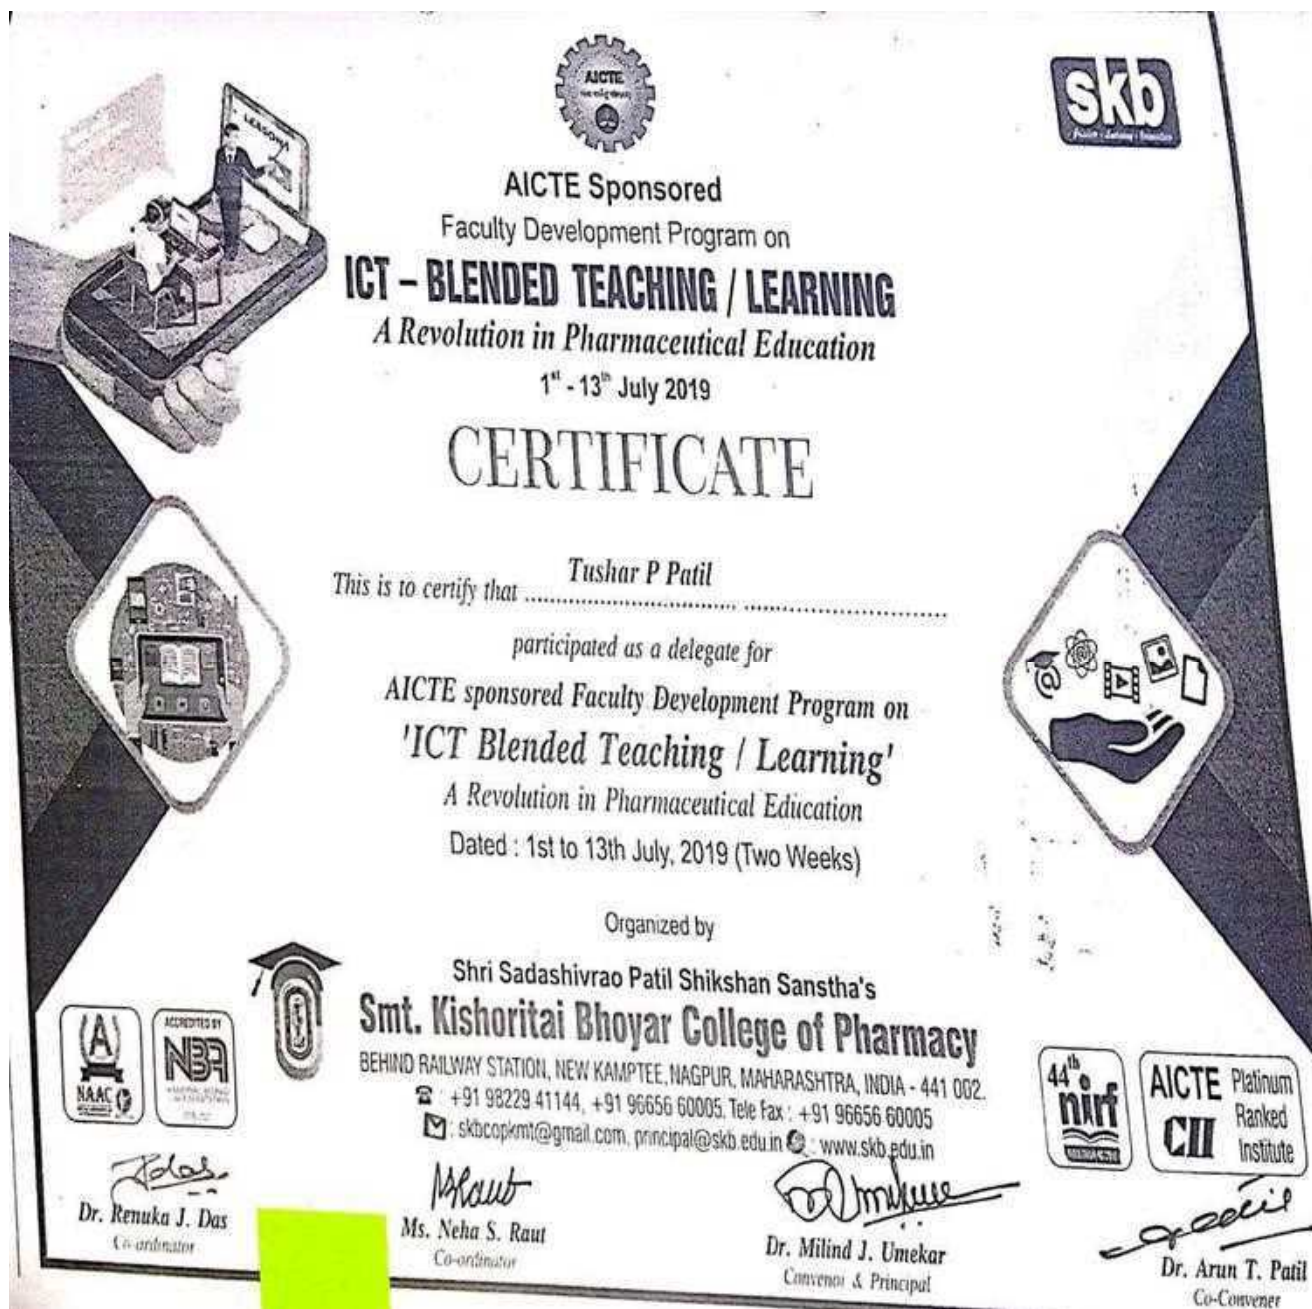 AICTE
skb
LESSONS
AICTE Sponsored
Faculty Development Program on
ICT – BLENDED TEACHING / LEARNING
A Revolution in Pharmaceutical Education
1st - 13th July 2019
CERTIFICATE
This is to certify that Tushar P Patil
participated as a delegate for
AICTE sponsored Faculty Development Program on
'ICT Blended Teaching / Learning'
A Revolution in Pharmaceutical Education
Dated : 1st to 13th July, 2019 (Two Weeks)
Organized by
Shri Sadashivrao Patil Shikshan Sanstha's
Smt. Kishoritai Bhoyar College of Pharmacy
BEHIND RAILWAY STATION, NEW KAMPTEE, NAGPUR, MAHARASHTRA, INDIA - 441 002.
: +91 98229 41144, +91 96656 60005. Tele Fax : +91 96656 60005
: skbcopkmt@gmail.com, principal@skb.edu.in : www.skb.edu.in
A
NAAC
ACCREDITED BY
NBA
44th
nirf
AICTE
CII
Platinum
Ranked
Institute
Dr. Renuka J. Das
Co-ordinator
Ms. Neha S. Raut
Co-ordinator
Dr. Milind J. Umekar
Convenor & Principal
Dr. Arun T. Patil
Co-Convener